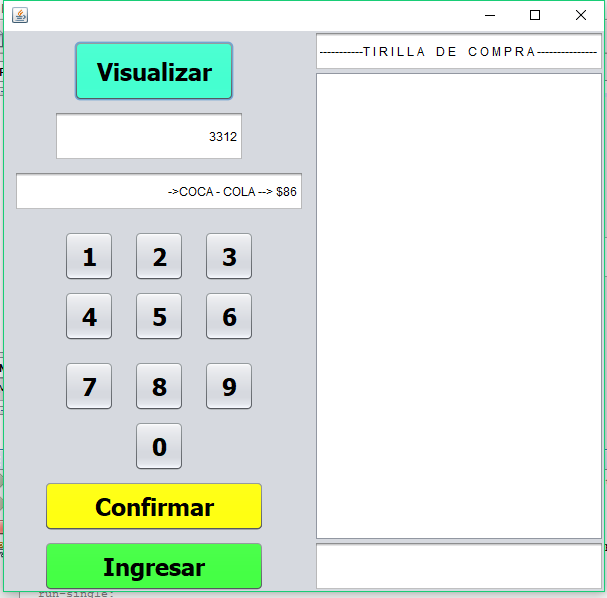 Visualizar
3312
->COCA - COLA --> $86
1 2 3
4 5 6
7 8 9
0
Confirmar
Ingresar
-----------T I R I L L A   D E   C O M P R A---------------
run-single: